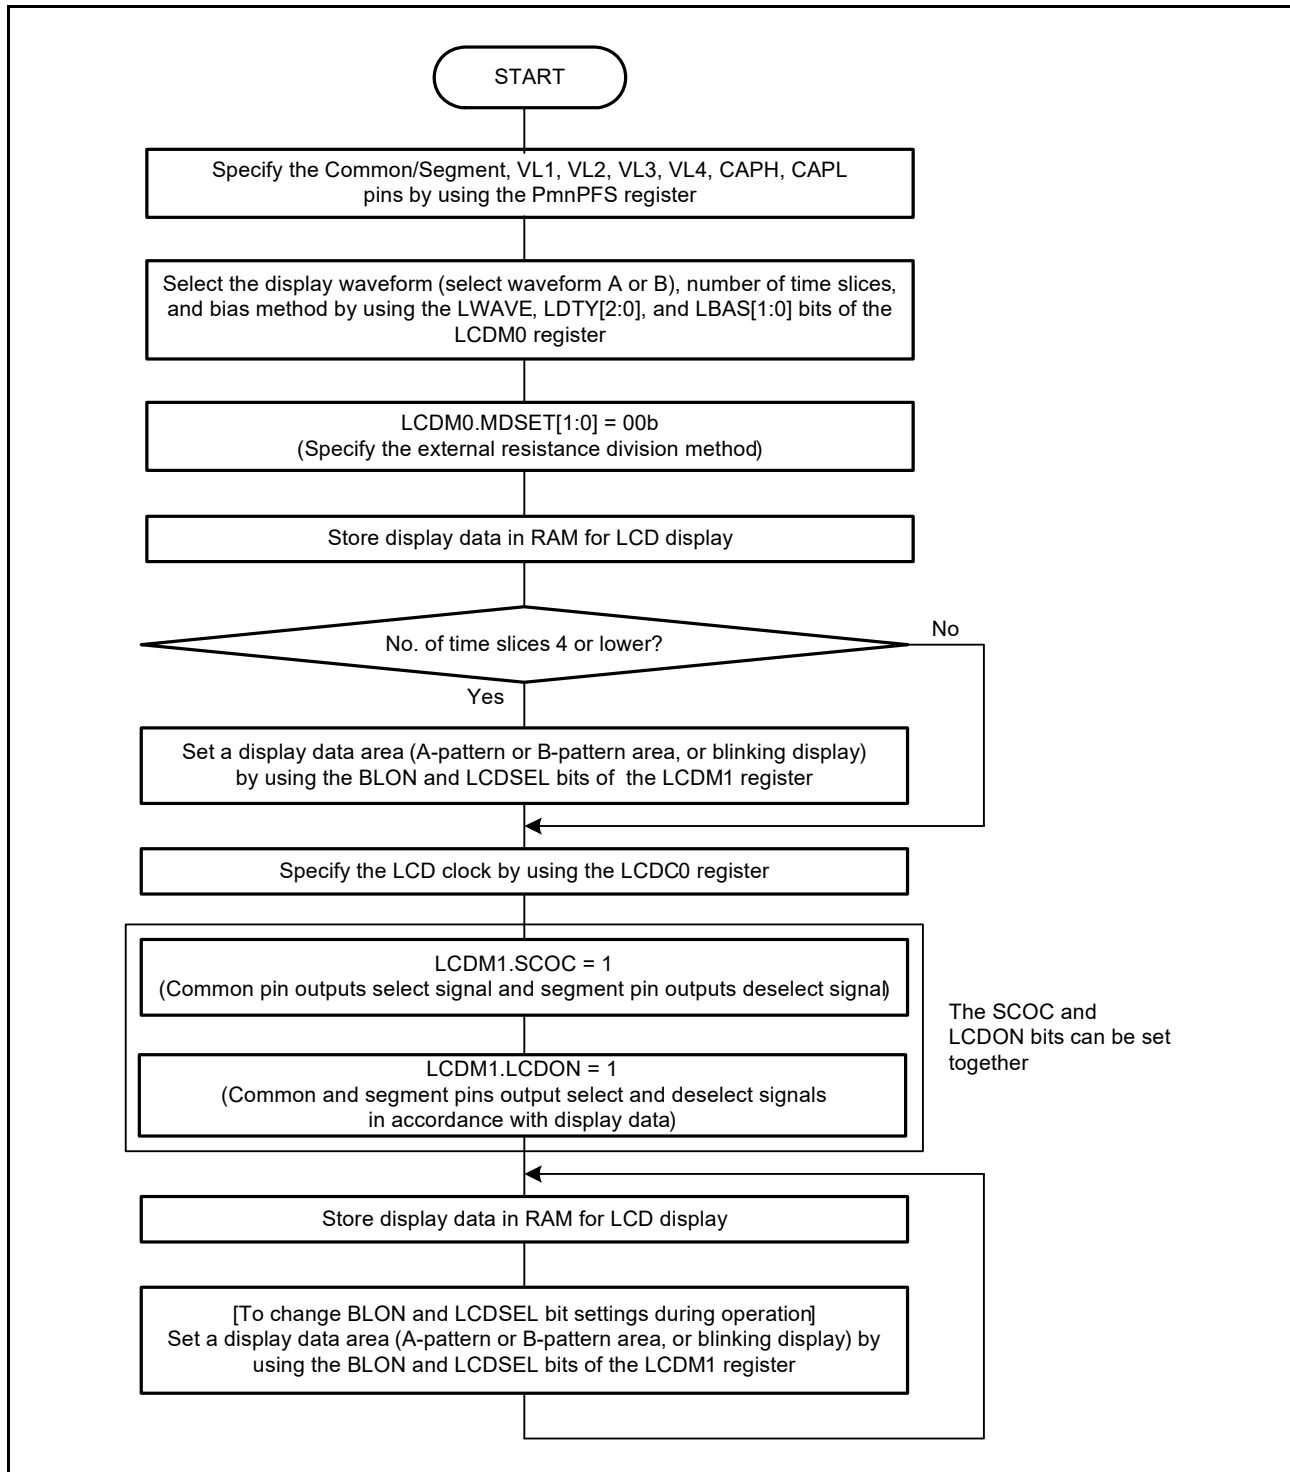 START
Specify the Common/Segment, VL1, VL2, VL3, VL4, CAPH, CAPL
pins by using the PmnPFS register
Select the display waveform (select waveform A or B), number of time slices,
and bias method by using the LWAVE, LDTY[2:0], and LBAS[1:0] bits of the
LCDM0 register
LCDM0.MDSET[1:0] = 00b
(Specify the external resistance division method)
Store display data in RAM for LCD display
No. of time slices 4 or lower?
No
Yes
Set a display data area (A-pattern or B-pattern area, or blinking display)
by using the BLON and LCDSEL bits of the LCDM1 register
Specify the LCD clock by using the LCDC0 register
LCDM1.SCOC = 1
(Common pin outputs select signal and segment pin outputs deselect signal)
The SCOC and
LCDON bits can be set
together
LCDM1.LCDON = 1
(Common and segment pins output select and deselect signals
in accordance with display data)
Store display data in RAM for LCD display
[To change BLON and LCDSEL bit settings during operation]
Set a display data area (A-pattern or B-pattern area, or blinking display) by
using the BLON and LCDSEL bits of the LCDM1 register